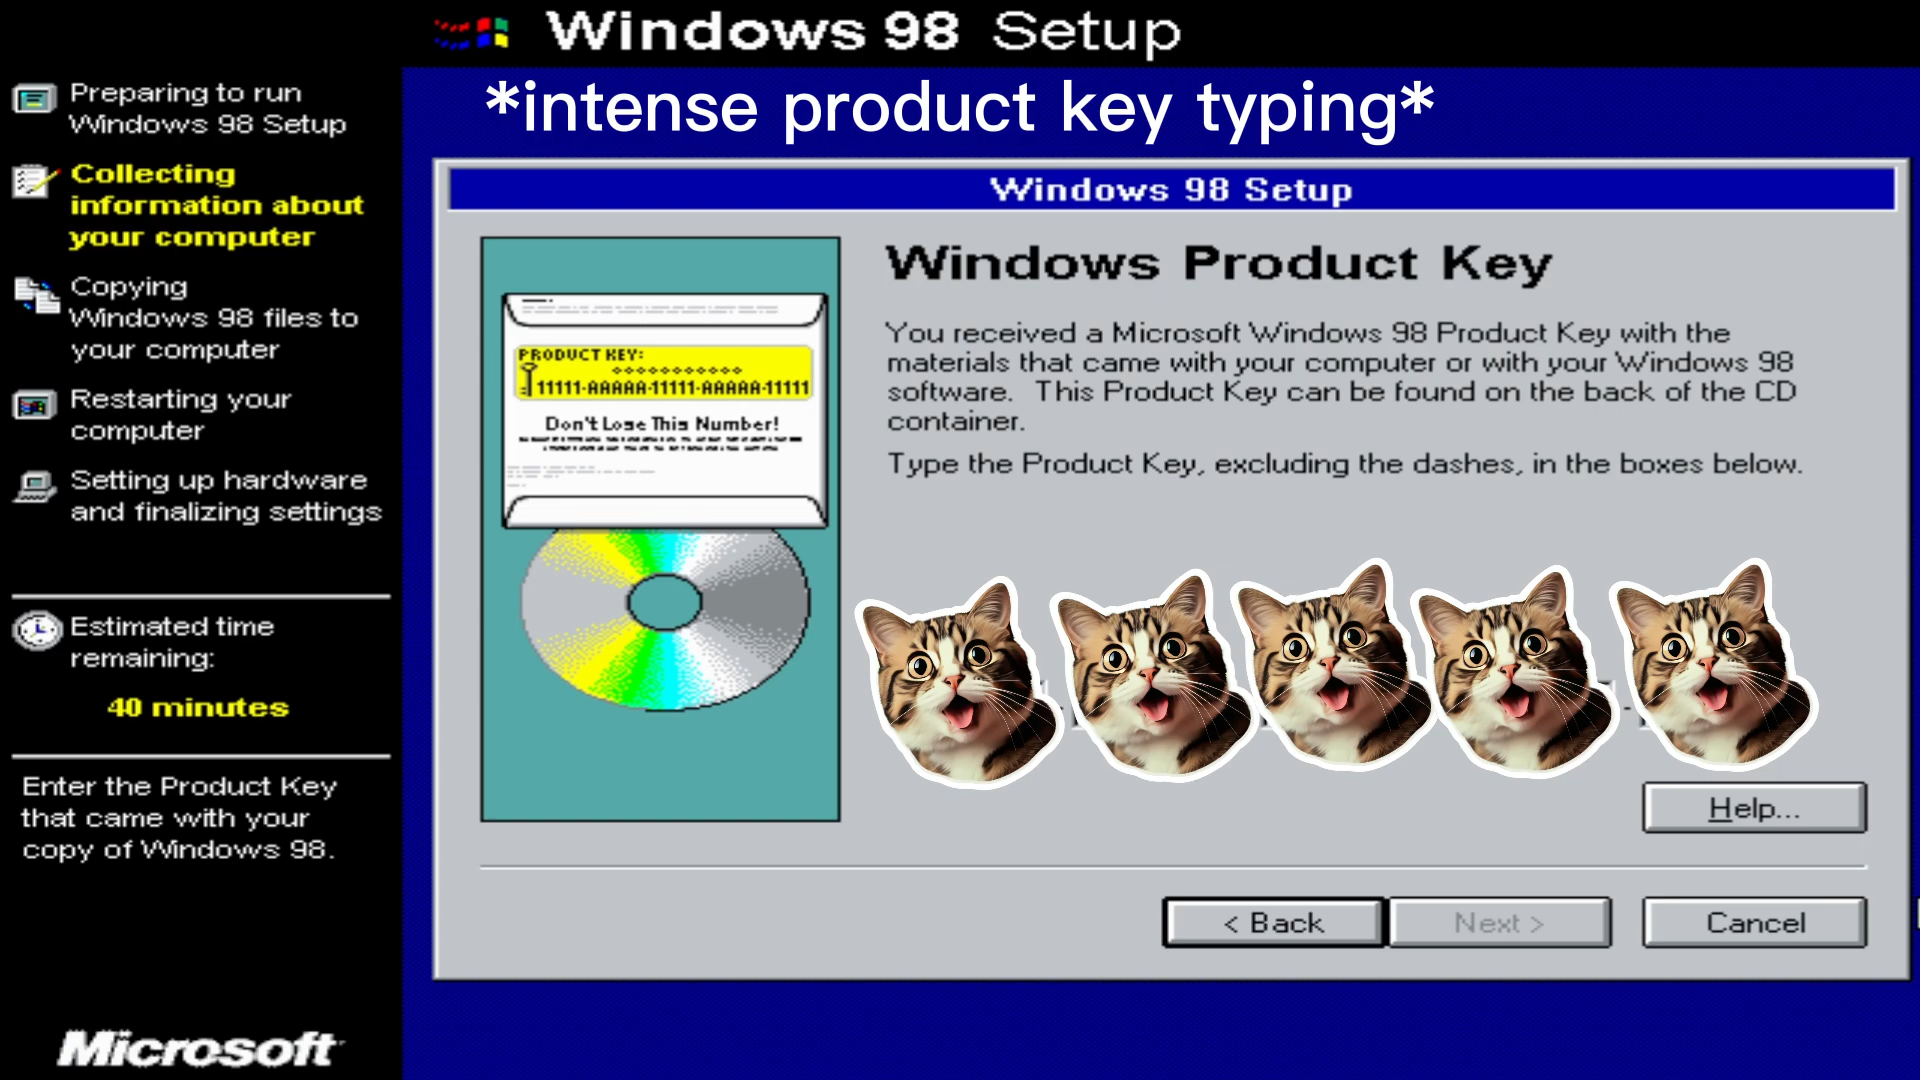 Windows 98 Setup
*intense product key typing*
Preparing to run
Windows 98 Setup
Collecting
information about
your computer
Copying
Windows 98 files to
your computer
Restarting your
computer
Setting up hardware
and finalizing settings
Estimated time
remaining:
40 minutes
Enter the Product Key
that came with your
copy of Windows 98.
Microsoft
Windows 98 Setup
PRODUCT KEY:
11111-AAAAA-11111-AAAAA-11111
Don't Lose This Number!
Windows Product Key
You received a Microsoft Windows 98 Product Key with the
materials that came with your computer or with your Windows 98
software. This Product Key can be found on the back of the CD
container.
Type the Product Key, excluding the dashes, in the boxes below.
Help...
< Back
Next >
Cancel